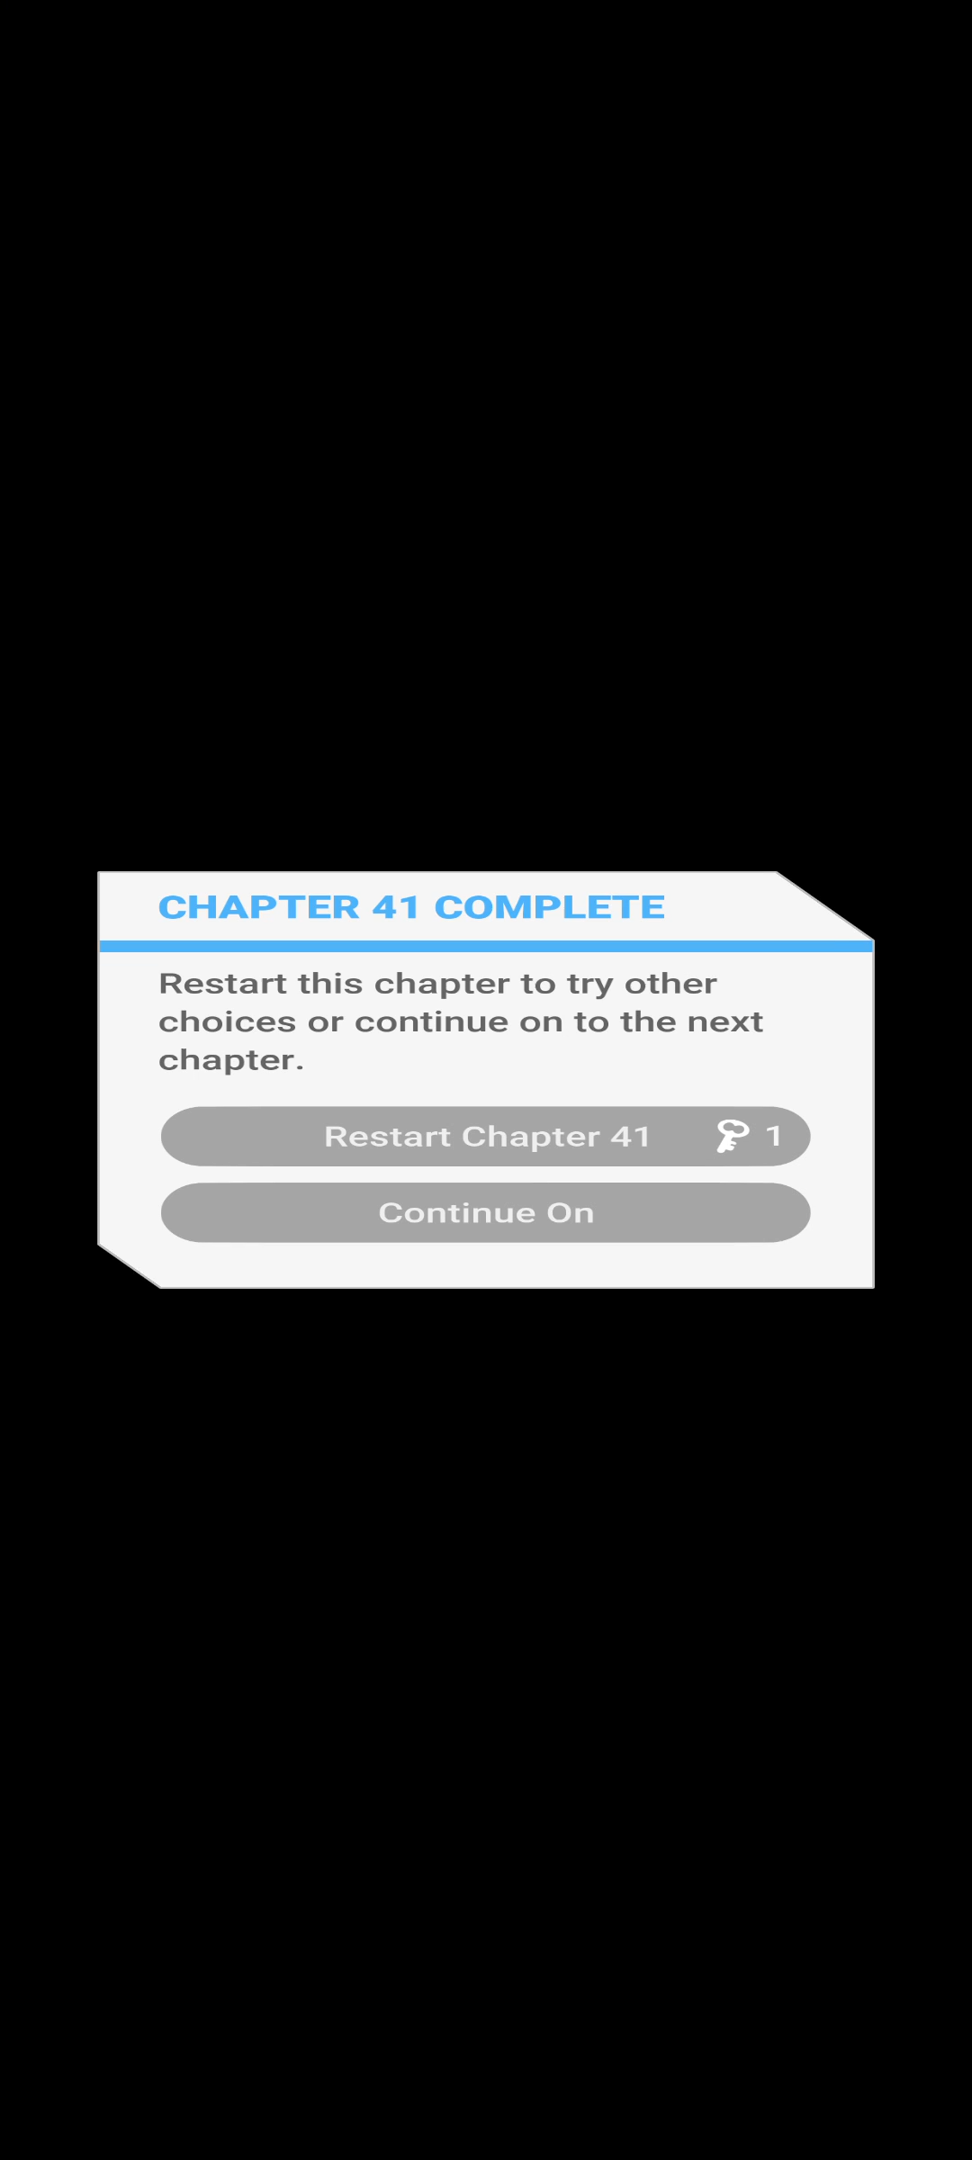 CHAPTER 41 COMPLETE
Restart this chapter to try other
choices or continue on to the next
chapter.
Restart Chapter 41 1
Continue On